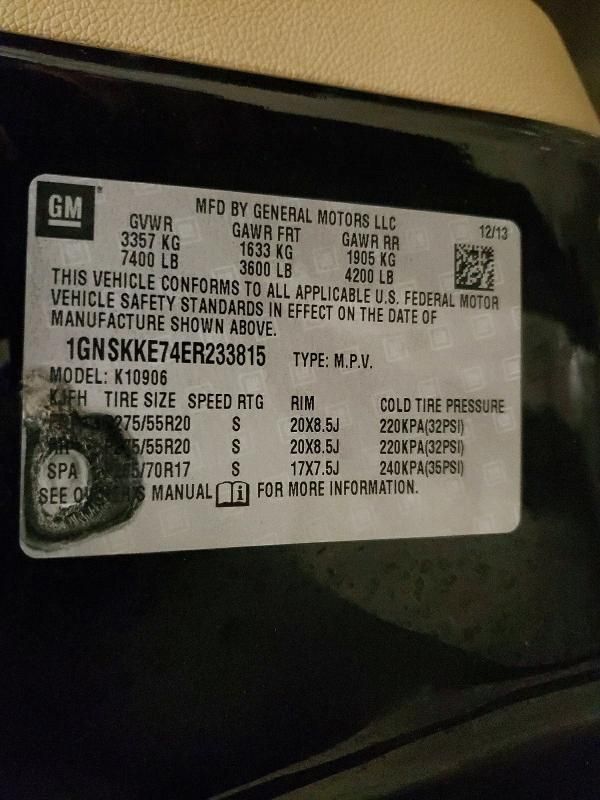 GM
MFD BY GENERAL MOTORS LLC
12/13
GVWR GAWR FRT GAWR RR
3357 KG 1633 KG 1905 KG
7400 LB 3600 LB 4200 LB
THIS VEHICLE CONFORMS TO ALL APPLICABLE U.S. FEDERAL MOTOR
VEHICLE SAFETY STANDARDS IN EFFECT ON THE DATE OF
MANUFACTURE SHOWN ABOVE.
1GNSKKE74ER233815 TYPE: M.P.V.
MODEL: K10906
KJFH TIRE SIZE SPEED RTG RIM COLD TIRE PRESSURE
275/55R20 S 20X8.5J 220KPA(32PSI)
S 20X8.5J 220KPA(32PSI)
SPA S 17X7.5J 240KPA(35PSI)
SEE OWNER'S MANUAL FOR MORE INFORMATION.